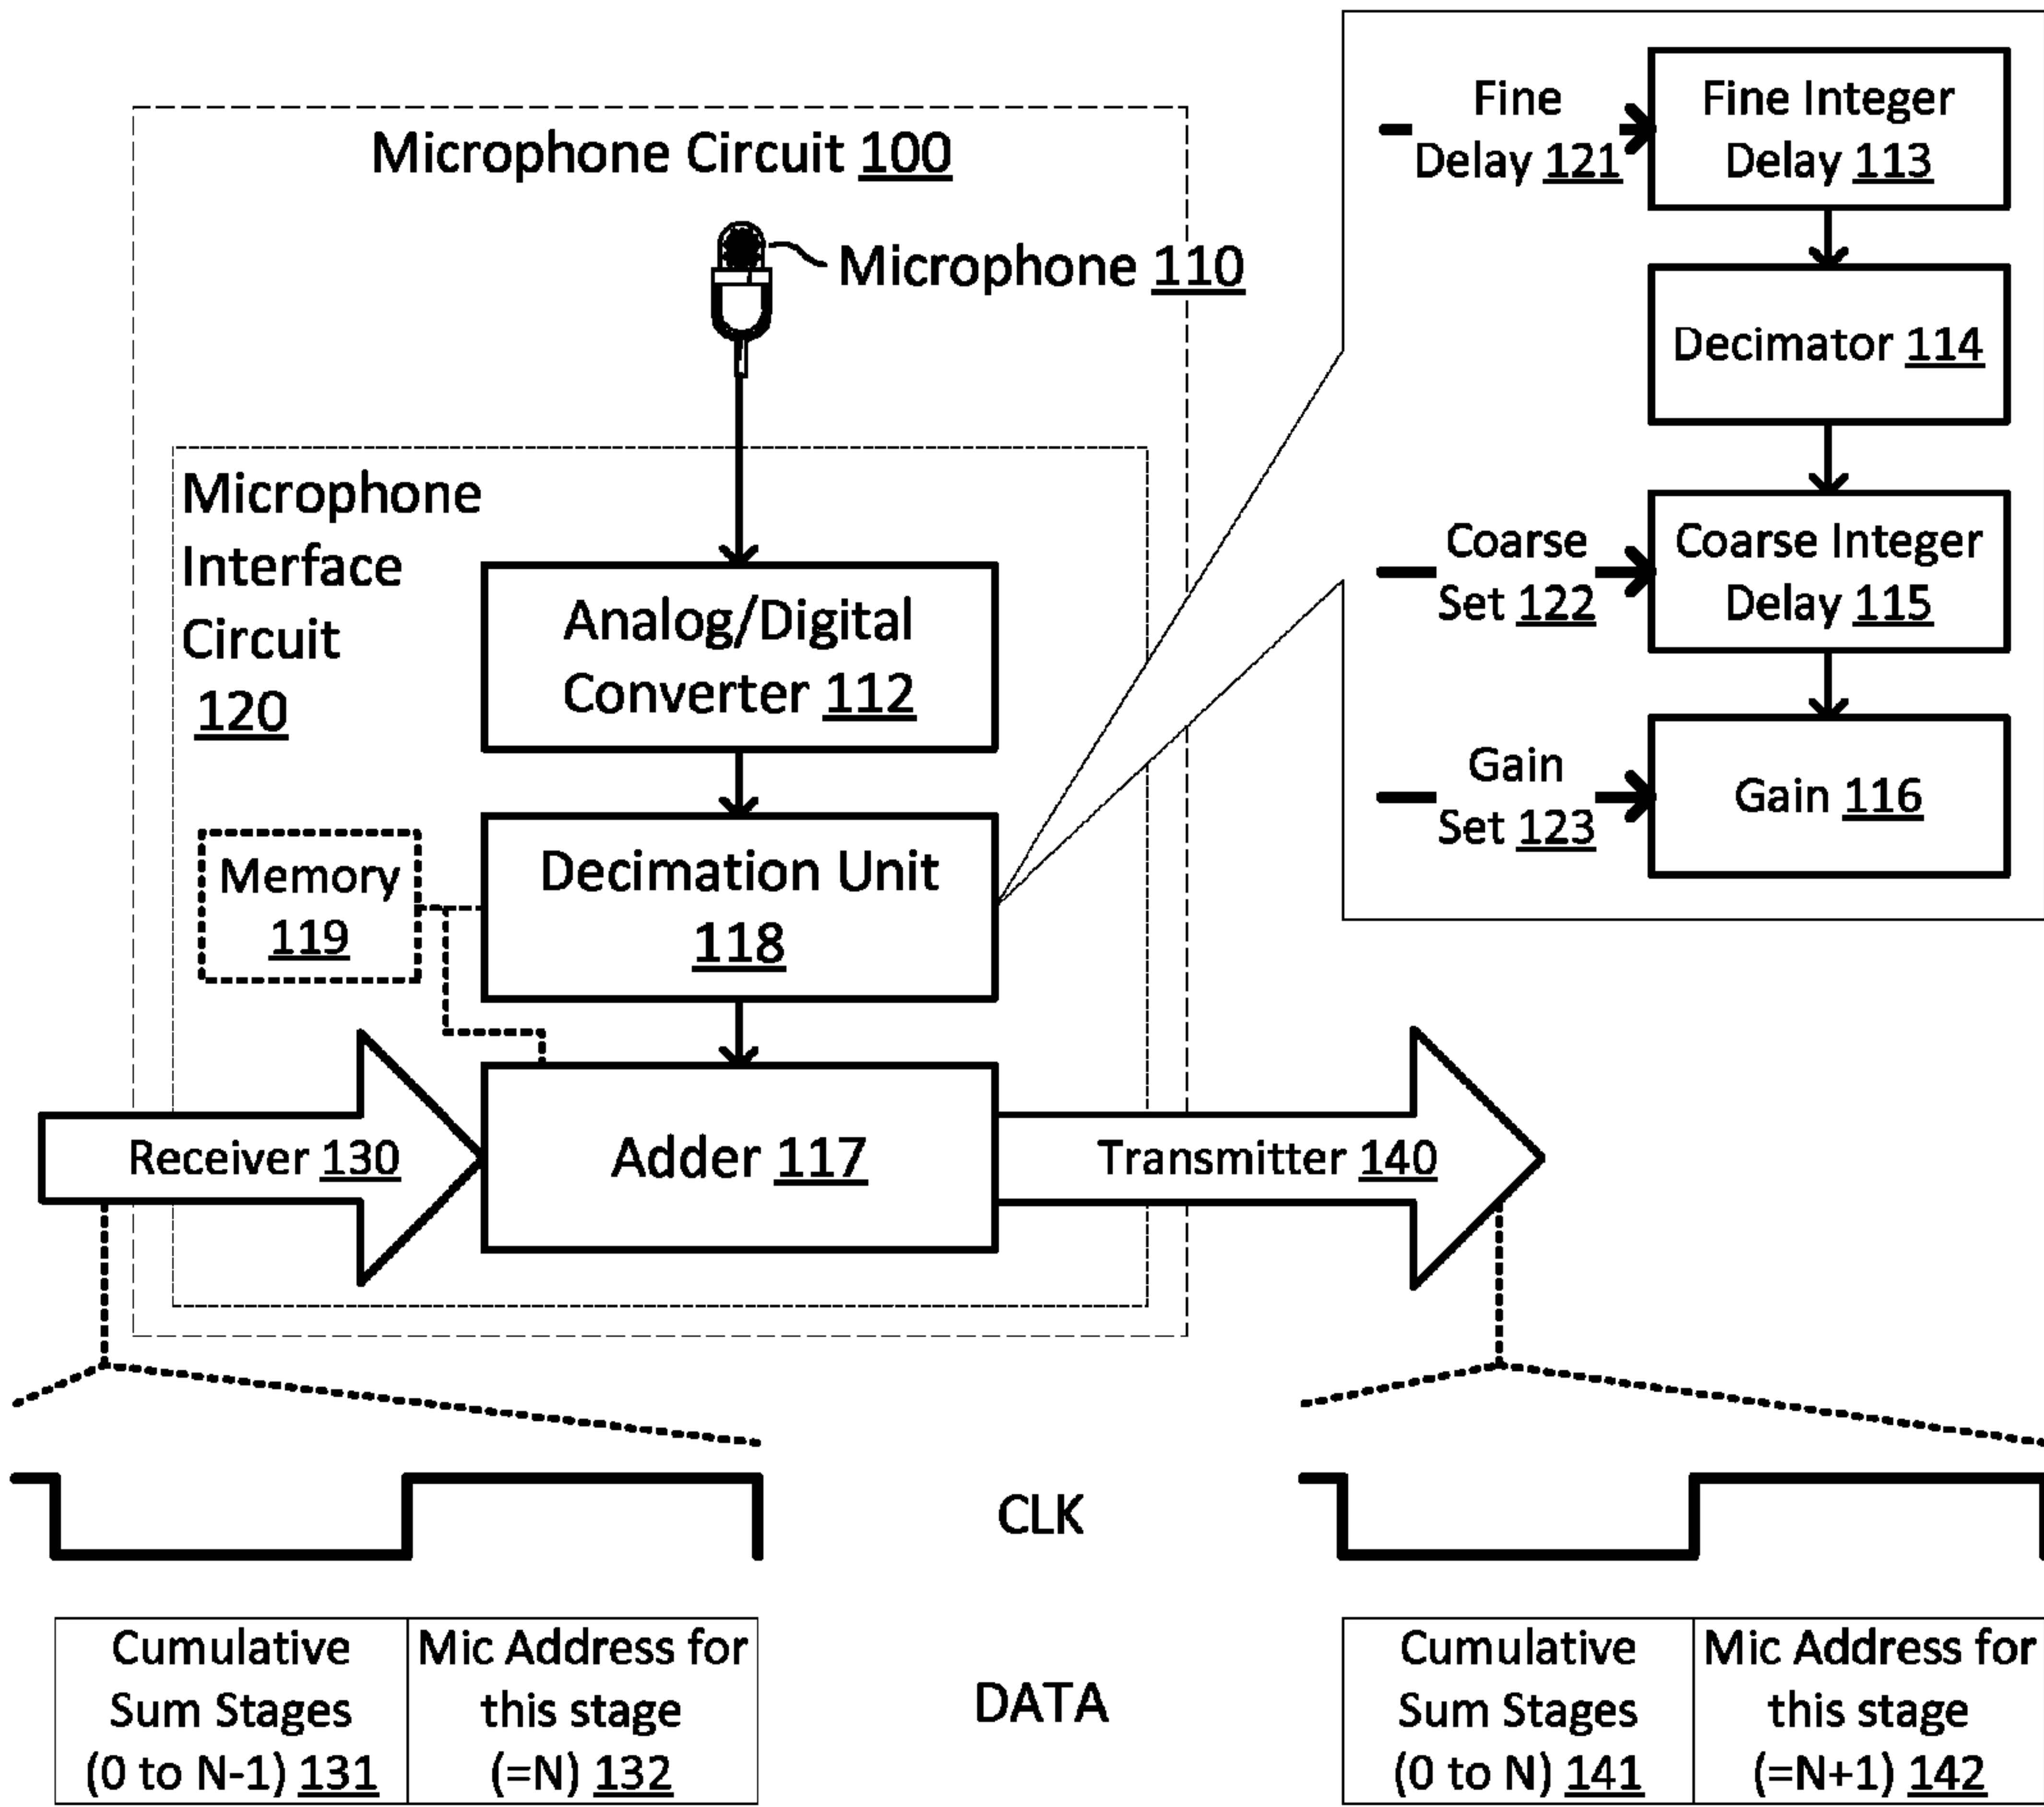 Microphone Circuit 100
Microphone 110
Microphone
Interface
Circuit
120
Analog/Digital
Converter 112
Decimation Unit
118
Memory
119
Receiver 130
Adder 117
Transmitter 140
Fine
Delay 121
Fine Integer
Delay 113
Decimator 114
Coarse
Set 122
Coarse Integer
Delay 115
Gain
Set 123
Gain 116
CLK
Cumulative
Sum Stages
(0 to N-1) 131
Mic Address for
this stage
(=N) 132
DATA
Cumulative
Sum Stages
(0 to N) 141
Mic Address for
this stage
(=N+1) 142